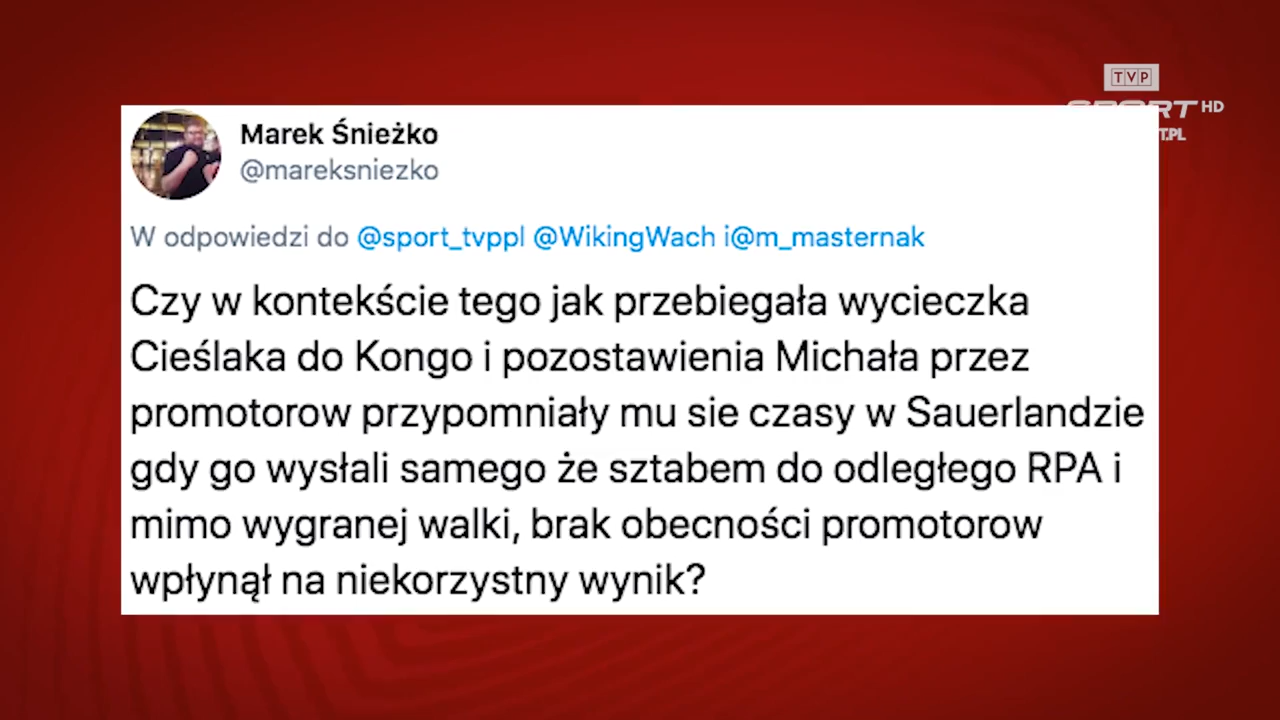 TVP
SPORT HD
T.PL
Marek Śnieżko
@mareksniezko
W odpowiedzi do @sport_tvppl @WikingWach i@m_masternak
Czy w kontekście tego jak przebiegała wycieczka
Cieślaka do Kongo i pozostawienia Michała przez
promotorow przypomniały mu sie czasy w Sauerlandzie
gdy go wysłali samego że sztabem do odległego RPA i
mimo wygranej walki, brak obecności promotorow
wpłynął na niekorzystny wynik?